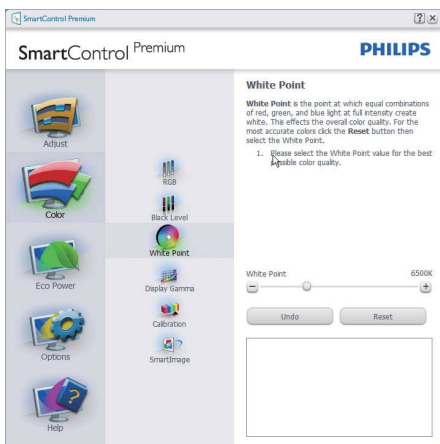 SmartControl Premium
SmartControl Premium
PHILIPS
Adjust
Color
Eco Power
Options
Help
RGB
Black Level
White Point
Display Gamma
Calibration
SmartImage
White Point
White Point is the point at which equal combinations
of red, green, and blue light at full intensity create
white. This effects the overall color quality. For the
most accurate colors click the Reset button then
select the White Point.
1. Please select the White Point value for the best
possible color quality.
White Point 6500K
Undo Reset